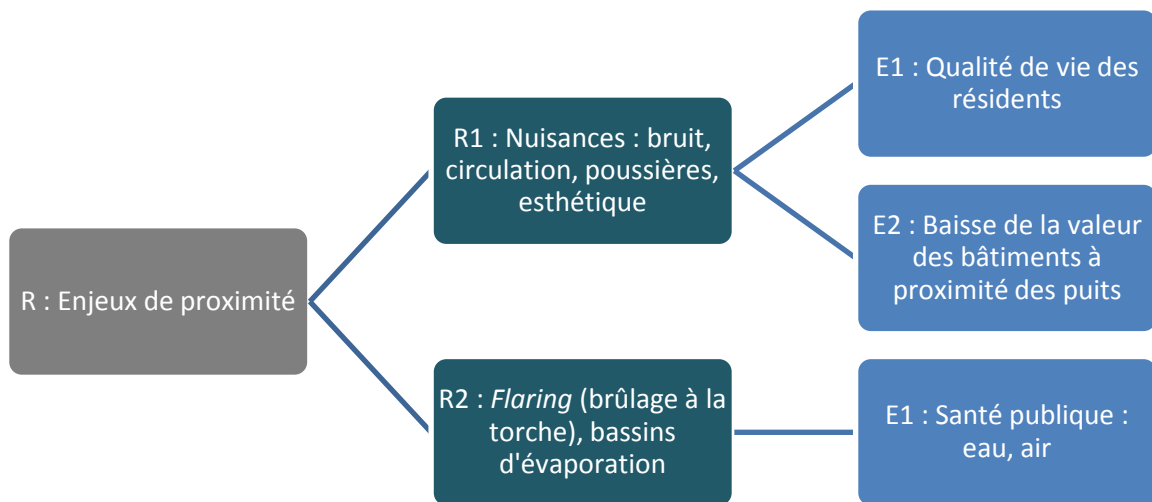 R : Enjeux de proximité
R1 : Nuisances : bruit,
circulation, poussières,
esthétique
E1 : Qualité de vie des
résidents
E2 : Baisse de la valeur
des bâtiments à
proximité des puits
R2 : Flaring (brûlage à la
torche), bassins
d'évaporation
E1 : Santé publique :
eau, air